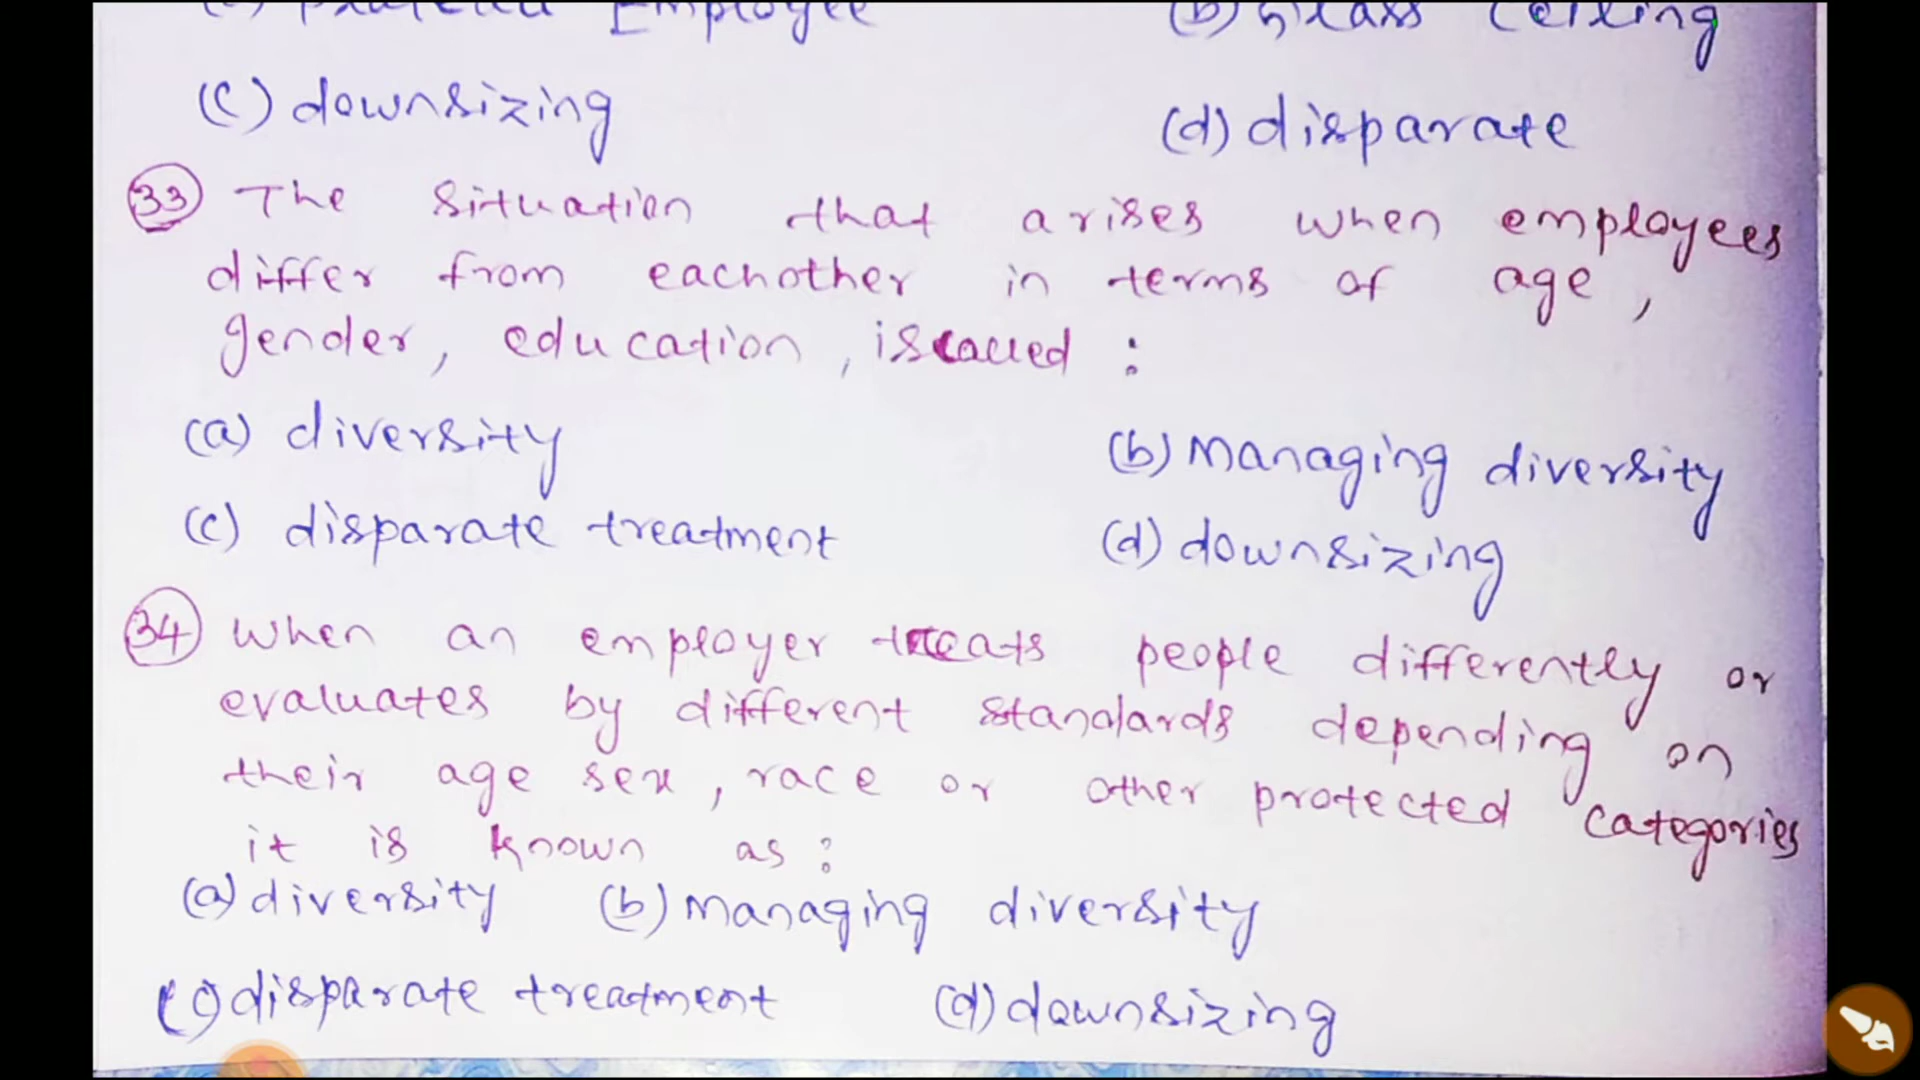 Employee (b) Glass Ceiling
(c) downsizing (d) disparate
33 The situation that arises when employees
differ from eachother in terms of age,
gender, education, is called :
(a) diversity (b) Managing diversity
(c) disparate treatment (d) downsizing
34 When an employer treats people differently or
evaluates by different standards depending on
their age sex, race or other protected categories
it is known as :
(a) diversity (b) Managing diversity
(c) disparate treatment (d) downsizing